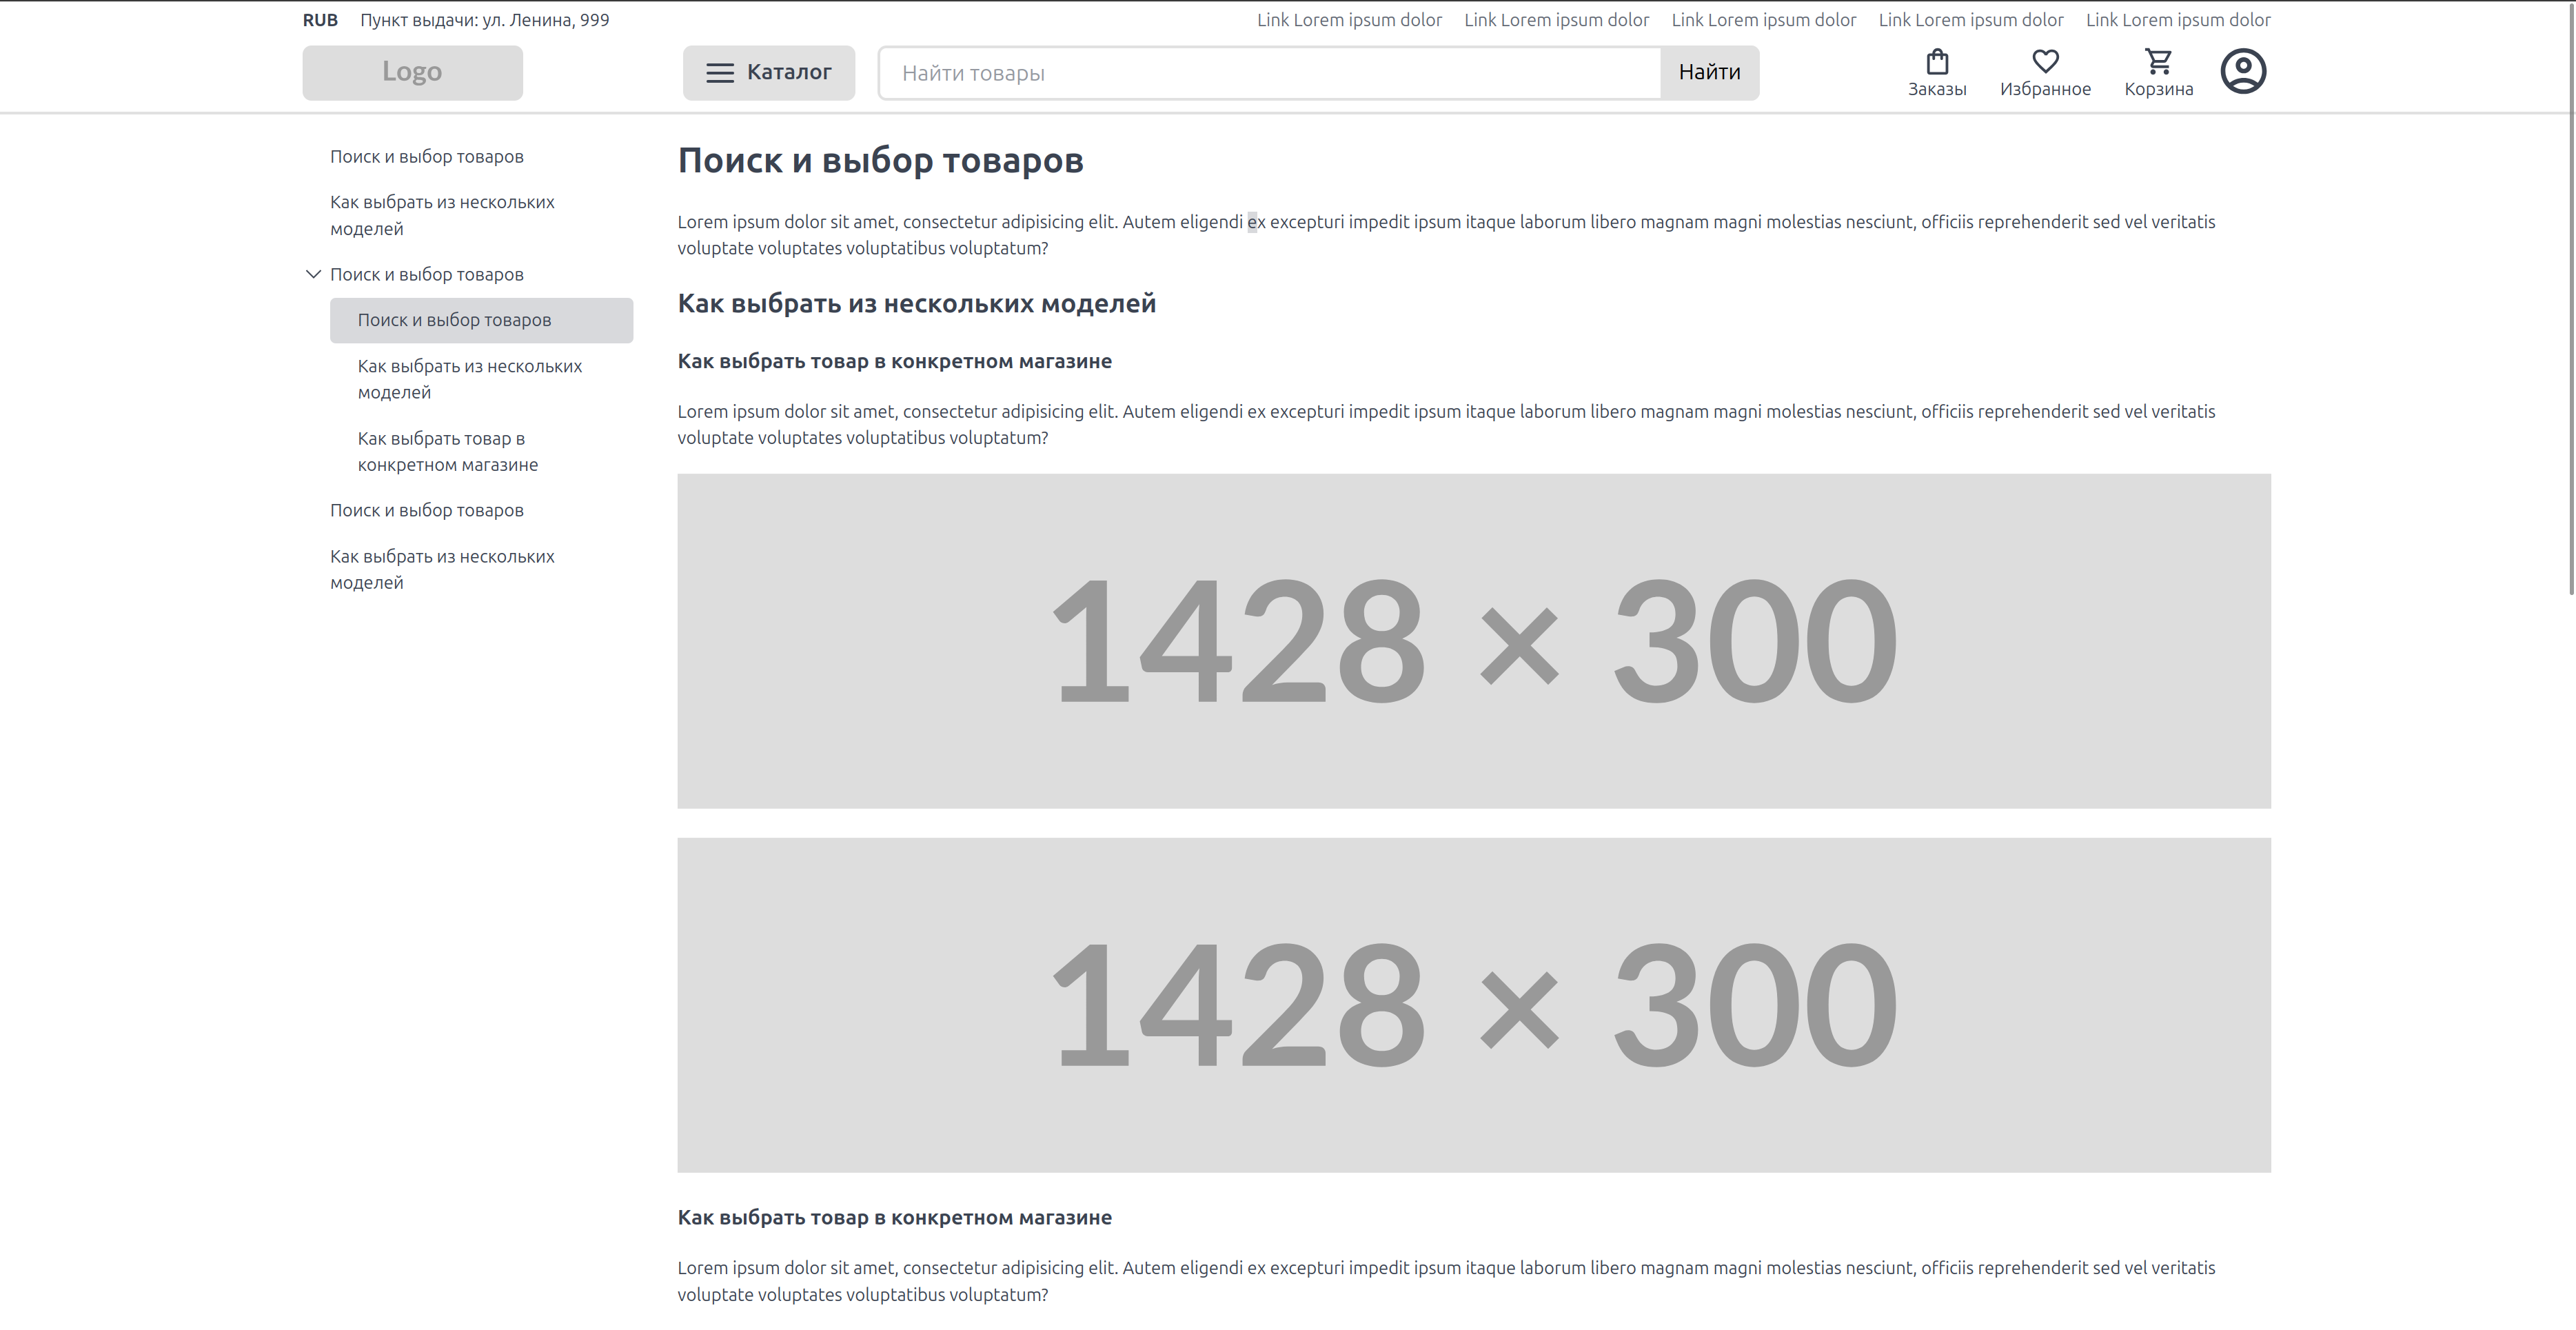 RUB Пункт выдачи: ул. Ленина, 999 Link Lorem ipsum dolor Link Lorem ipsum dolor Link Lorem ipsum dolor Link Lorem ipsum dolor Link Lorem ipsum dolor
Logo Каталог Найти товары Найти Заказы Избранное Корзина
Поиск и выбор товаров
Как выбрать из нескольких
моделей
Поиск и выбор товаров
Поиск и выбор товаров
Как выбрать из нескольких
моделей
Как выбрать товар в
конкретном магазине
Поиск и выбор товаров
Как выбрать из нескольких
моделей
Поиск и выбор товаров
Lorem ipsum dolor sit amet, consectetur adipisicing elit. Autem eligendi ex excepturi impedit ipsum itaque laborum libero magnam magni molestias nesciunt, officiis reprehenderit sed vel veritatis
voluptate voluptates voluptatibus voluptatum?
Как выбрать из нескольких моделей
Как выбрать товар в конкретном магазине
Lorem ipsum dolor sit amet, consectetur adipisicing elit. Autem eligendi ex excepturi impedit ipsum itaque laborum libero magnam magni molestias nesciunt, officiis reprehenderit sed vel veritatis
voluptate voluptates voluptatibus voluptatum?
1428 × 300
1428 × 300
Как выбрать товар в конкретном магазине
Lorem ipsum dolor sit amet, consectetur adipisicing elit. Autem eligendi ex excepturi impedit ipsum itaque laborum libero magnam magni molestias nesciunt, officiis reprehenderit sed vel veritatis
voluptate voluptates voluptatibus voluptatum?